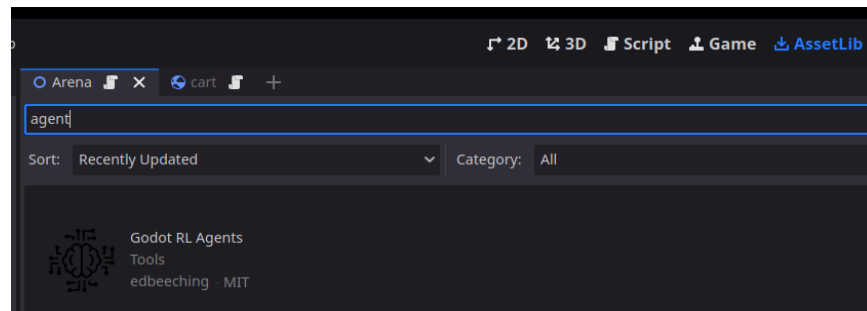 2D 3D Script Game AssetLib
Arena cart
agent
Sort: Recently Updated Category: All
Godot RL Agents
Tools
edbeeching - MIT